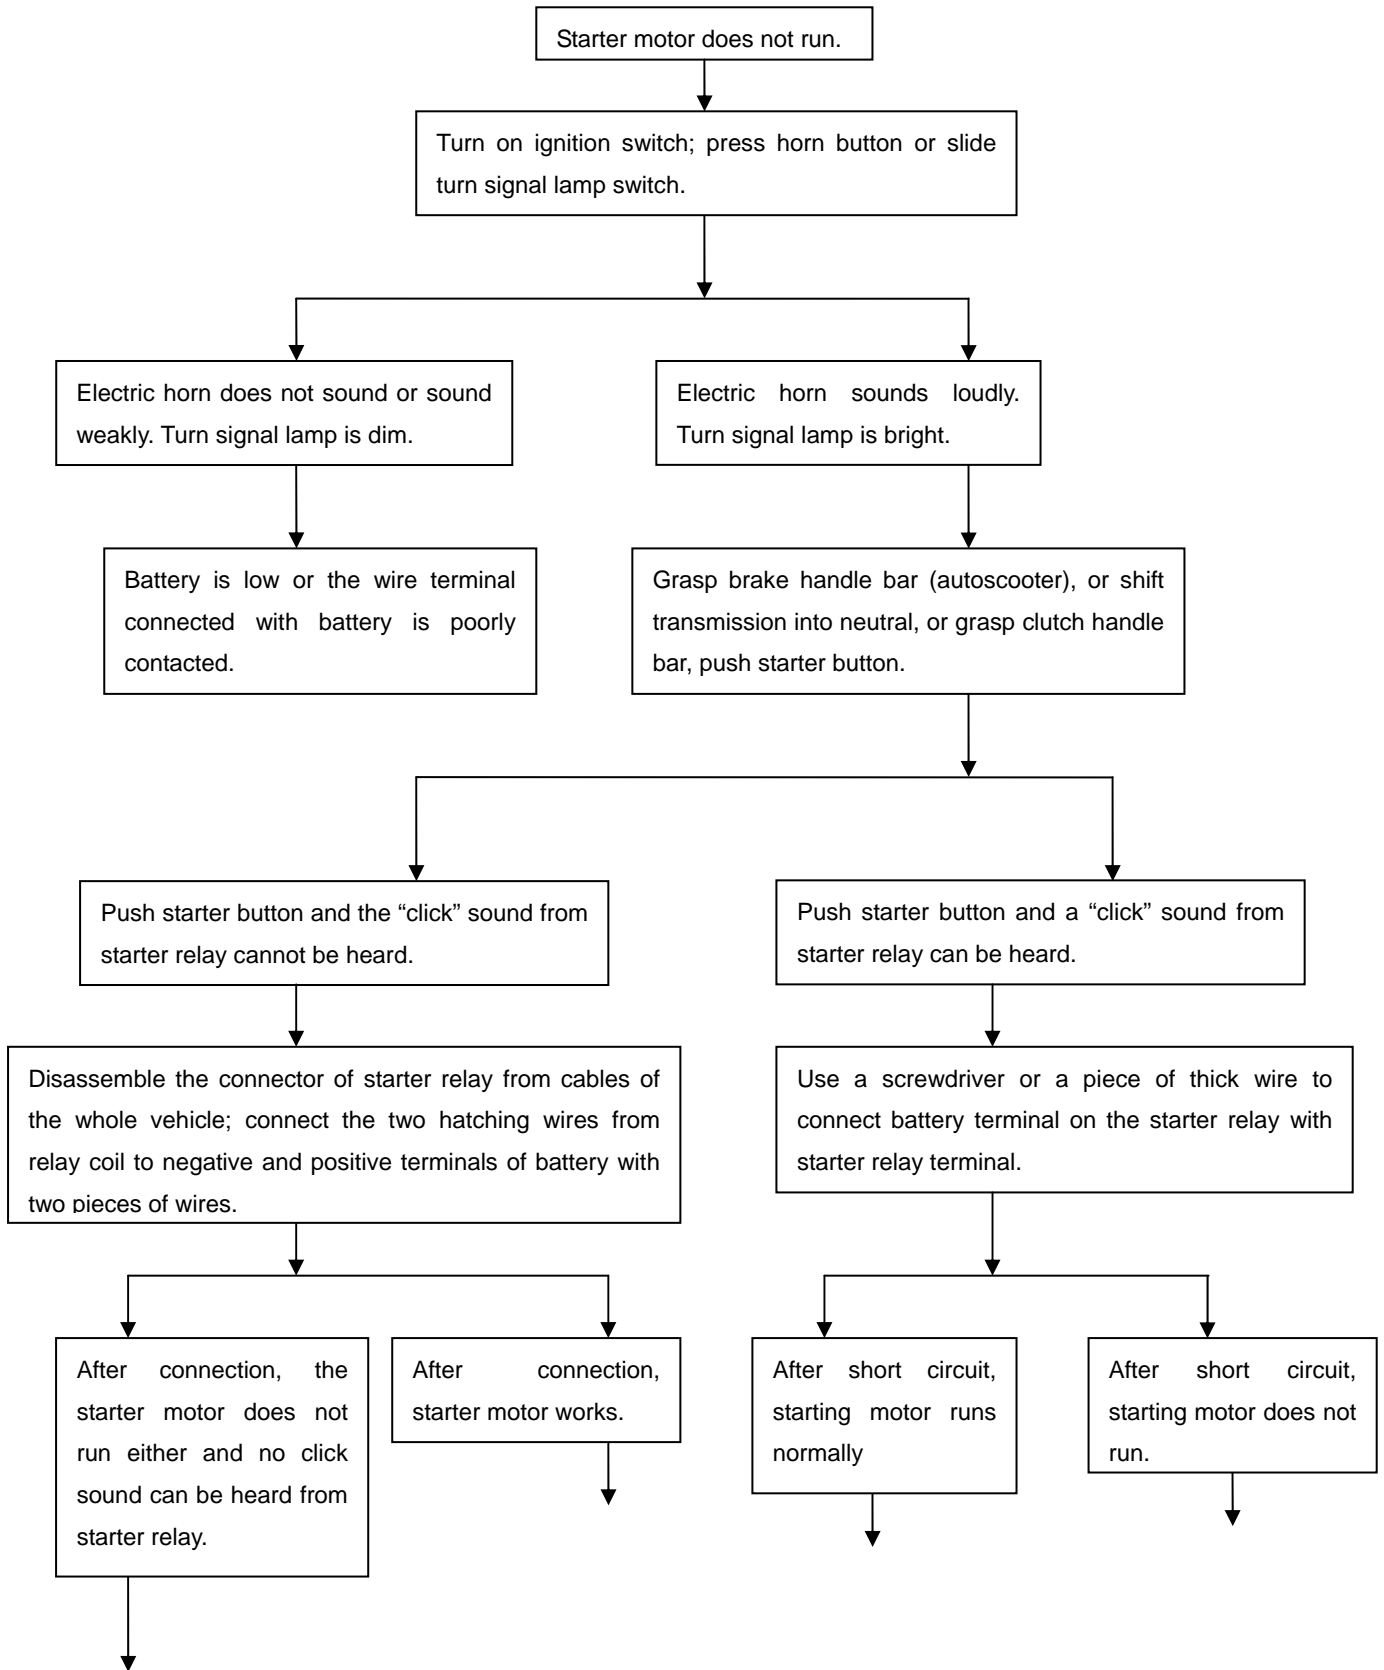 Starter motor does not run.
Turn on ignition switch; press horn button or slide
turn signal lamp switch.
Electric horn does not sound or sound
weakly. Turn signal lamp is dim.
Electric horn sounds loudly.
Turn signal lamp is bright.
Battery is low or the wire terminal
connected with battery is poorly
contacted.
Grasp brake handle bar (autoscooter), or shift
transmission into neutral, or grasp clutch handle
bar, push starter button.
Push starter button and the “click” sound from
starter relay cannot be heard.
Push starter button and a “click” sound from
starter relay can be heard.
Disassemble the connector of starter relay from cables of
the whole vehicle; connect the two hatching wires from
relay coil to negative and positive terminals of battery with
two pieces of wires.
Use a screwdriver or a piece of thick wire to
connect battery terminal on the starter relay with
starter relay terminal.
After connection, the
starter motor does not
run either and no click
sound can be heard from
starter relay.
After connection,
starter motor works.
After short circuit,
starting motor runs
normally
After short circuit,
starting motor does not
run.